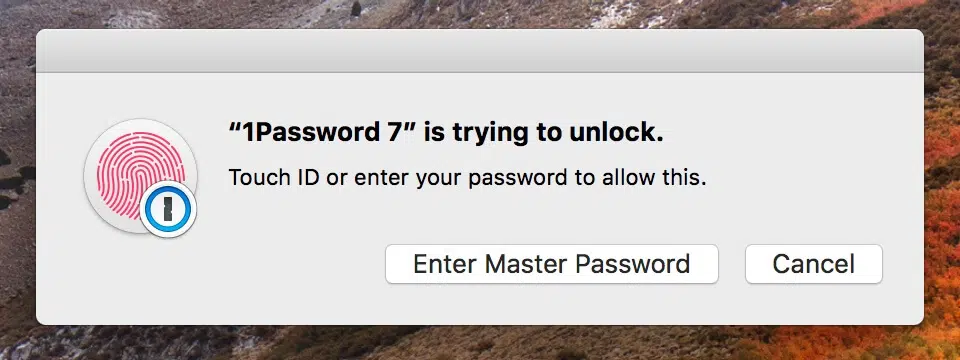 “1Password 7” is trying to unlock.
Touch ID or enter your password to allow this.
Enter Master Password
Cancel